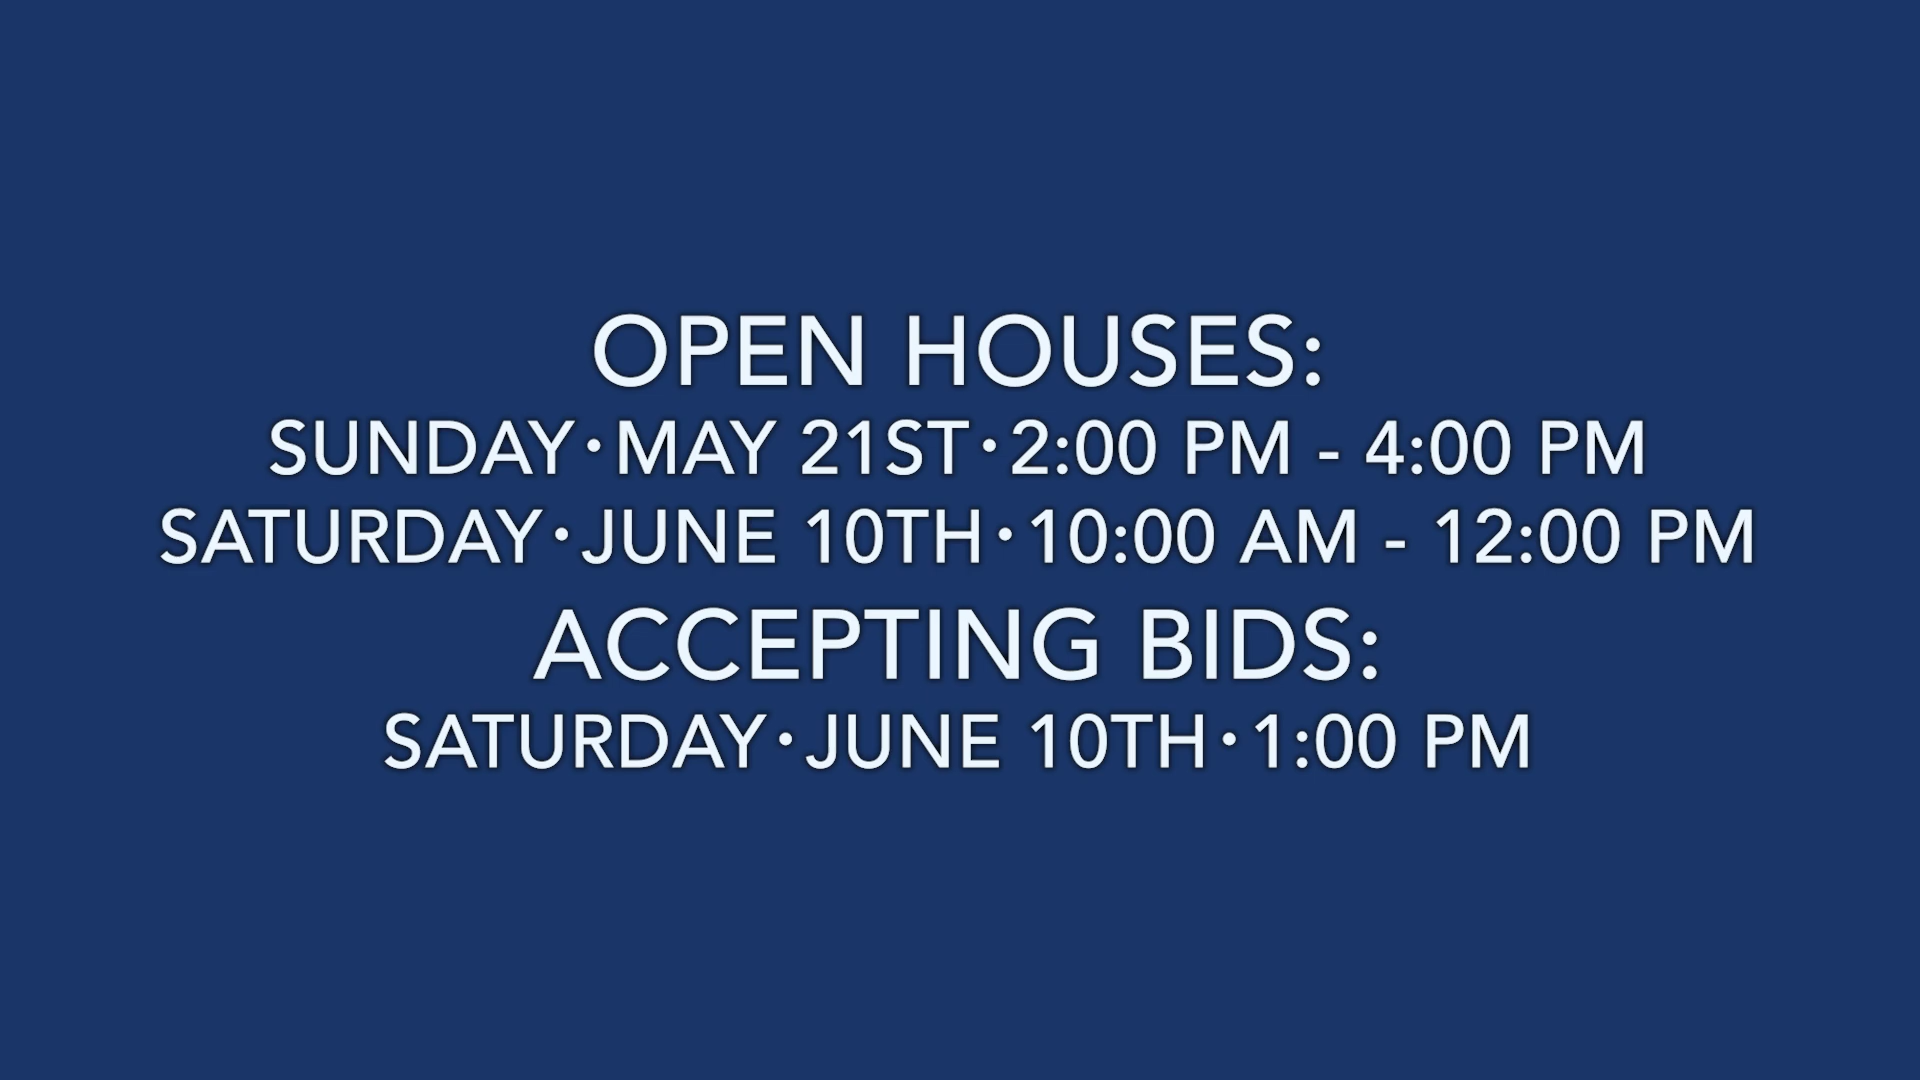 OPEN HOUSES:
SUNDAY·MAY 21ST·2:00 PM - 4:00 PM
SATURDAY·JUNE 10TH·10:00 AM - 12:00 PM
ACCEPTING BIDS:
SATURDAY·JUNE 10TH·1:00 PM